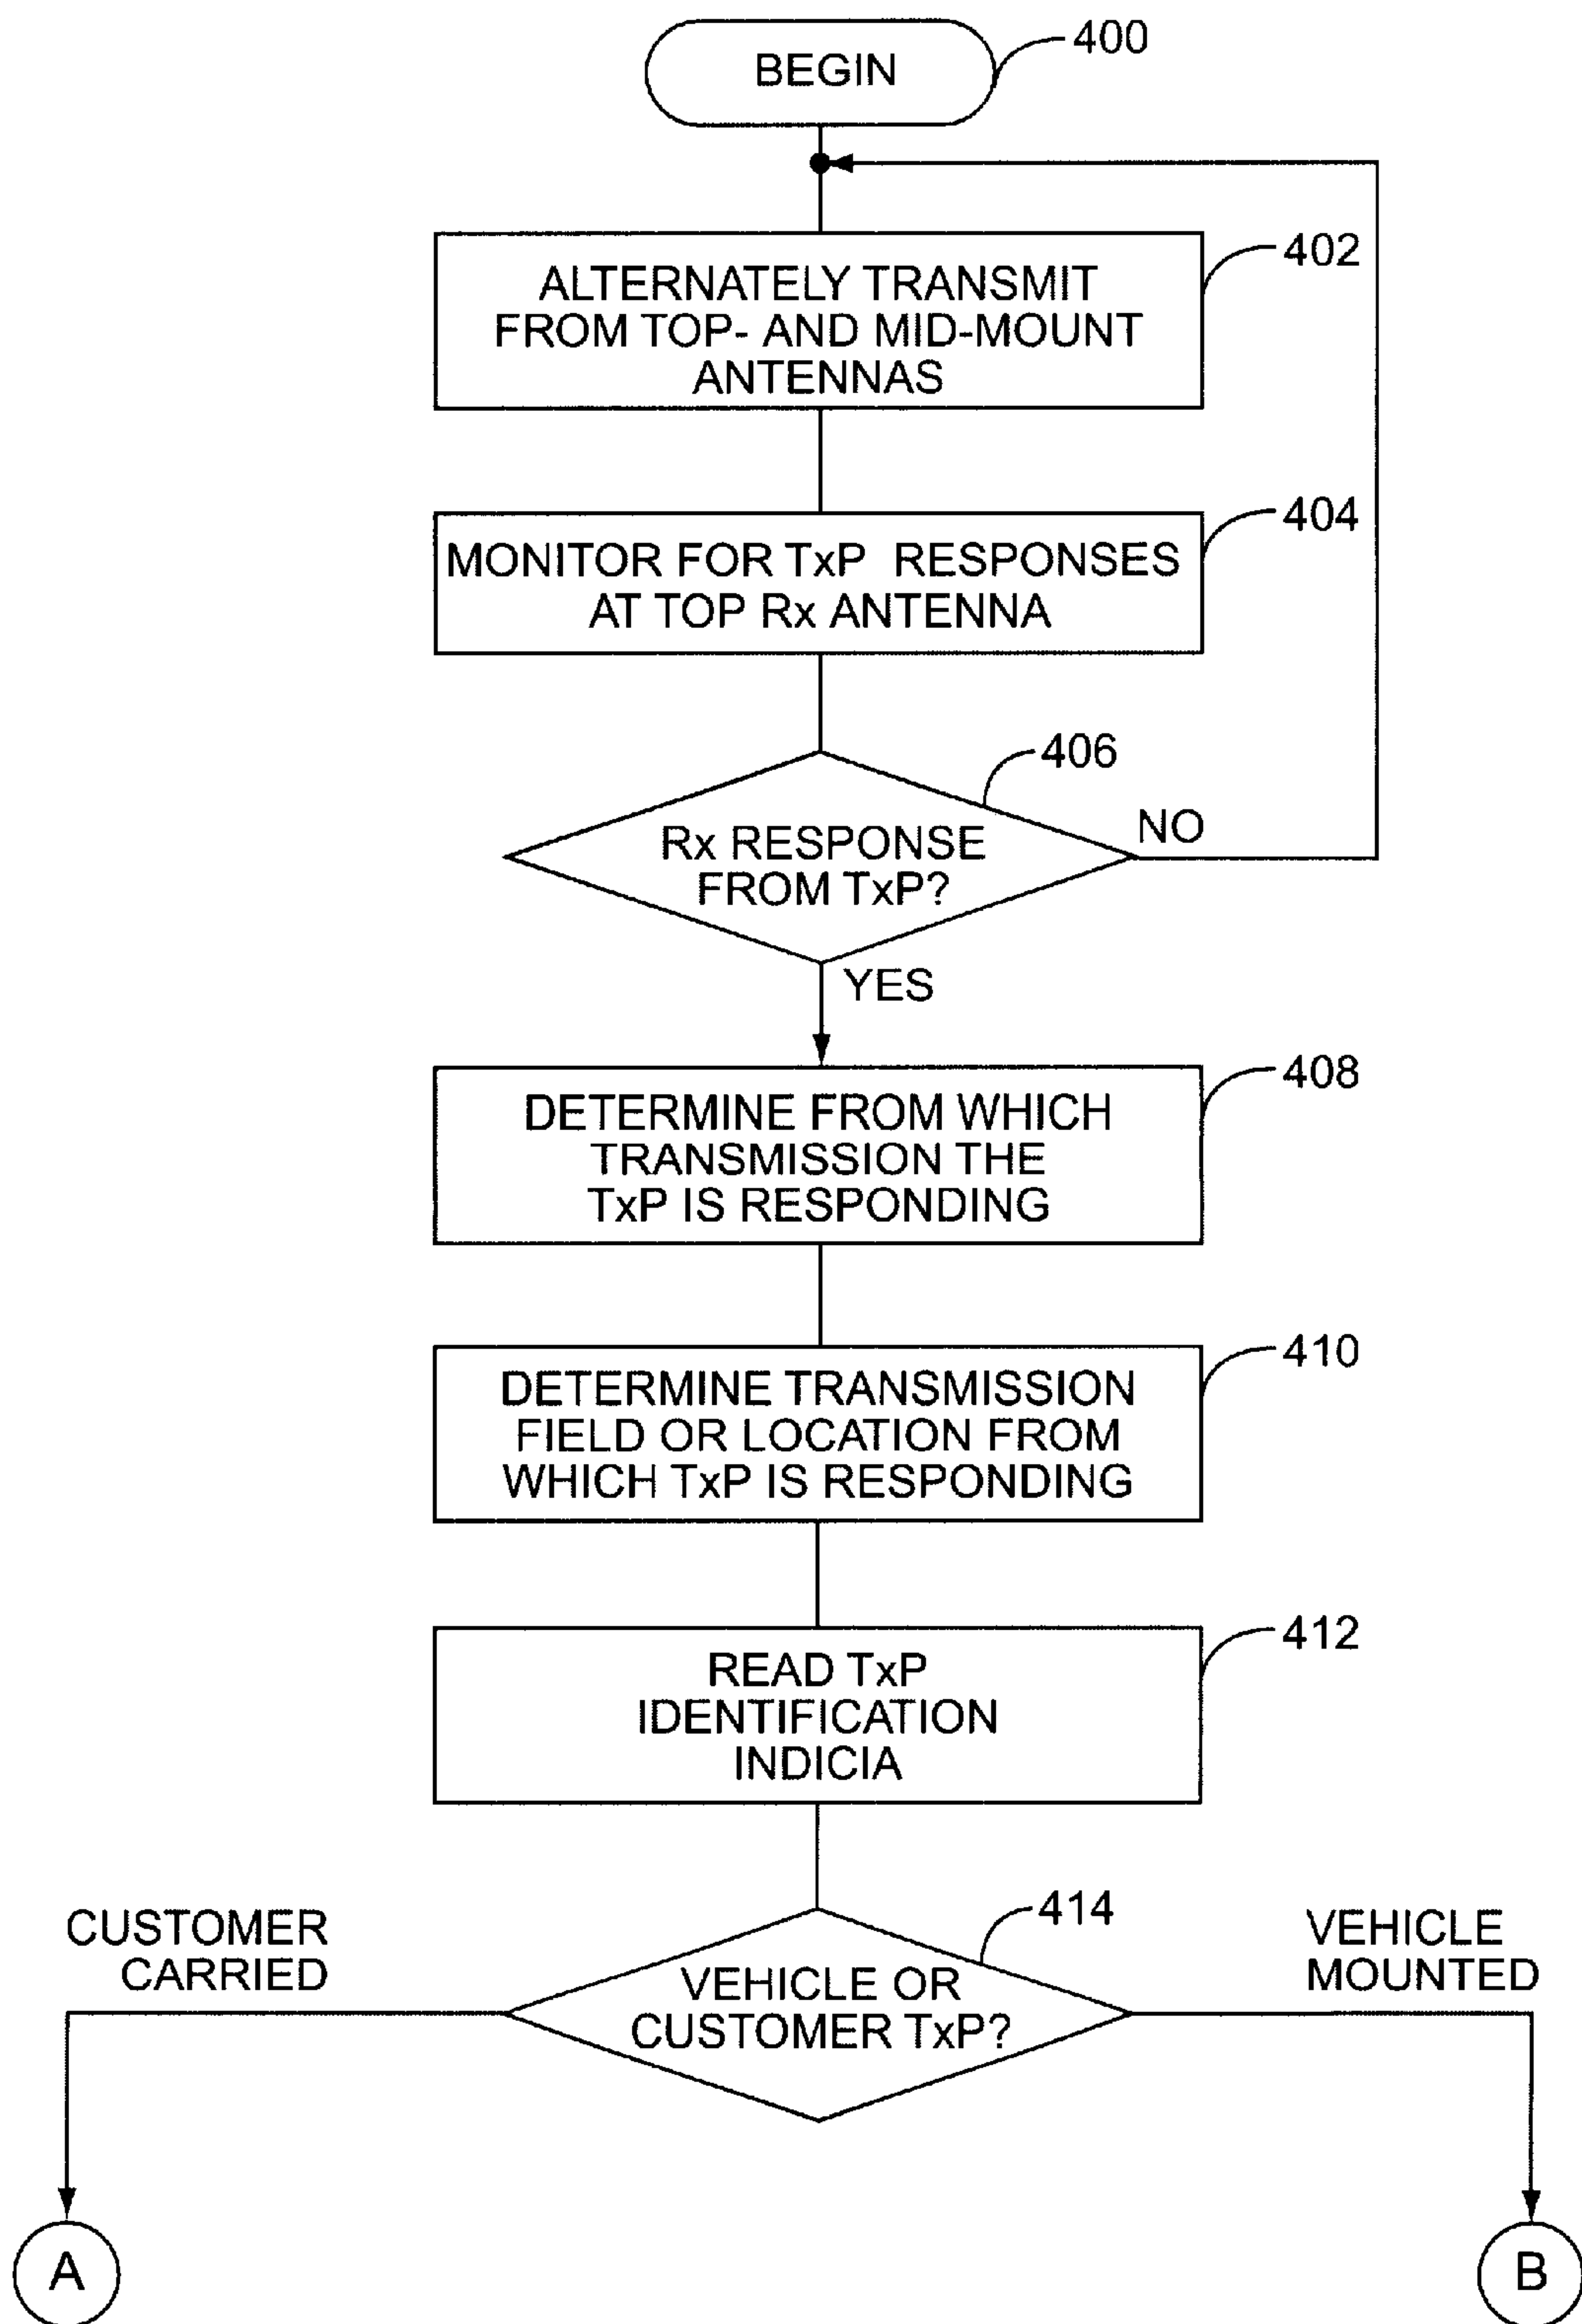 BEGIN
400
402
ALTERNATELY TRANSMIT
FROM TOP- AND MID-MOUNT
ANTENNAS
404
MONITOR FOR TxP RESPONSES
AT TOP Rx ANTENNA
406
Rx RESPONSE
FROM TxP?
NO
YES
408
DETERMINE FROM WHICH
TRANSMISSION THE
TxP IS RESPONDING
410
DETERMINE TRANSMISSION
FIELD OR LOCATION FROM
WHICH TxP IS RESPONDING
412
READ TxP
IDENTIFICATION
INDICIA
414
CUSTOMER
CARRIED
VEHICLE OR
CUSTOMER TxP?
VEHICLE
MOUNTED
A
B